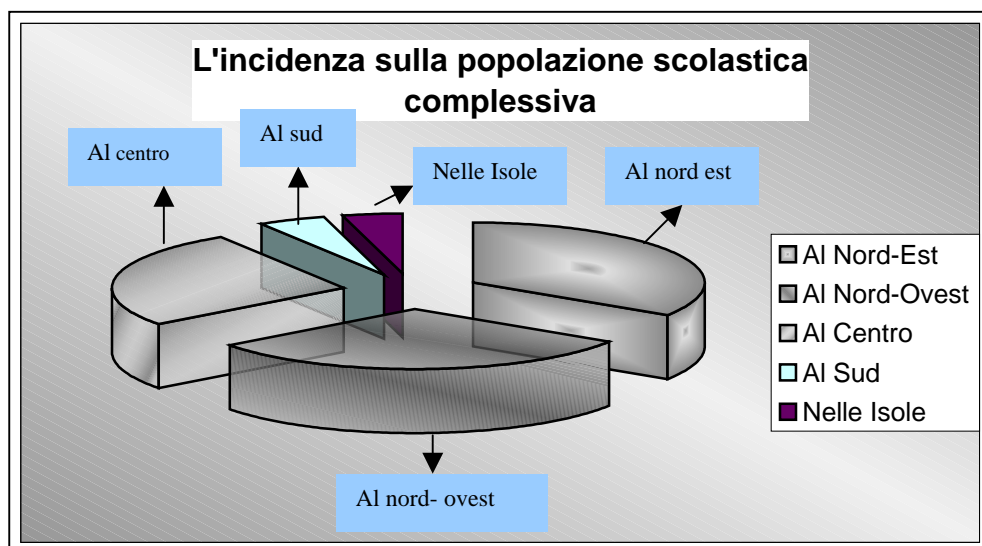 L'incidenza sulla popolazione scolastica
complessiva
Al sud
Al centro
Nelle Isole
Al nord est
Al Nord-Est
Al Nord-Ovest
Al Centro
Al Sud
Nelle Isole
Al nord- ovest